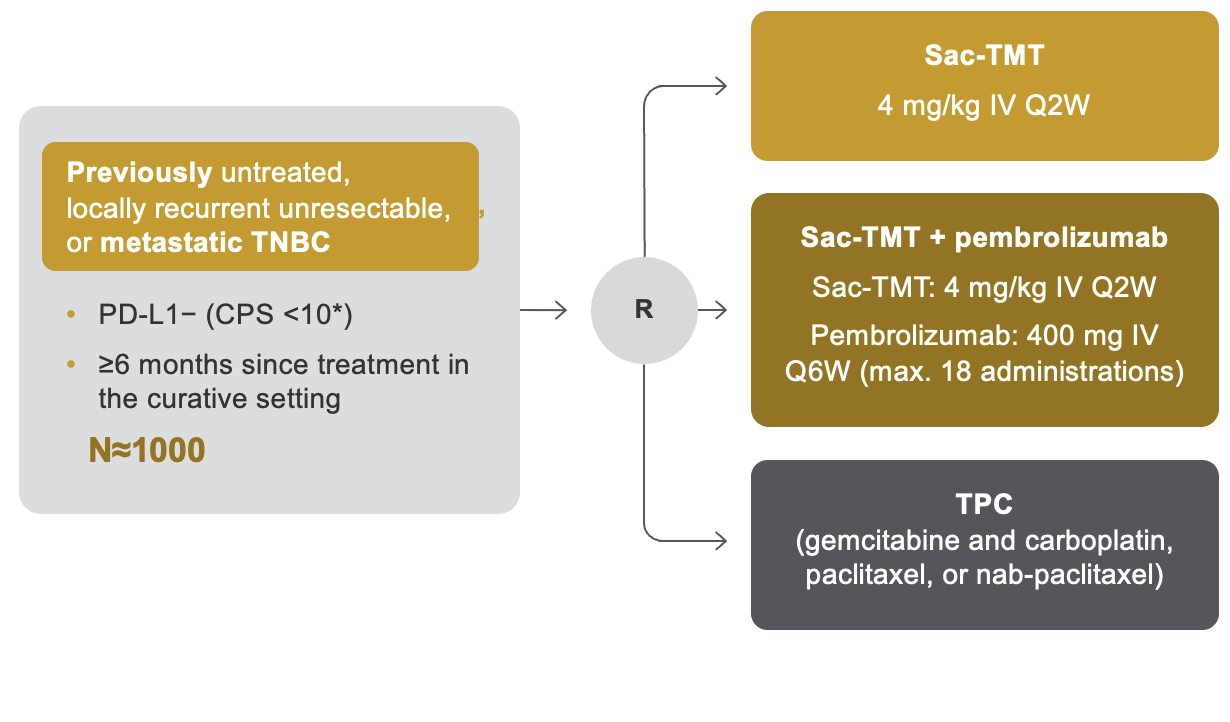 Previously untreated,
locally recurrent unresectable,
,
or metastatic TNBC
• PD-L1− (CPS <10*)
• ≥6 months since treatment in
the curative setting
N≈1000
R
Sac-TMT
4 mg/kg IV Q2W
Sac-TMT + pembrolizumab
Sac-TMT: 4 mg/kg IV Q2W
Pembrolizumab: 400 mg IV
Q6W (max. 18 administrations)
TPC
(gemcitabine and carboplatin,
paclitaxel, or nab-paclitaxel)